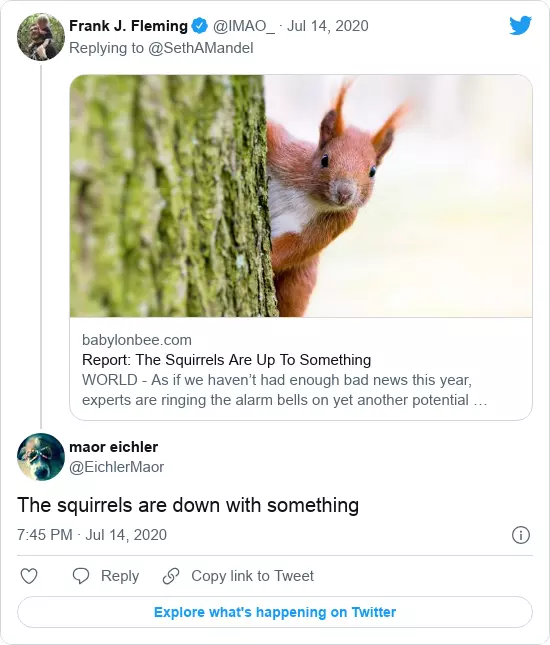 Frank J. Fleming @IMAO_ · Jul 14, 2020
Replying to @SethAMandel
babylonbee.com
Report: The Squirrels Are Up To Something
WORLD - As if we haven’t had enough bad news this year,
experts are ringing the alarm bells on yet another potential …
maor eichler
@EichlerMaor
The squirrels are down with something
7:45 PM · Jul 14, 2020
Reply
Copy link to Tweet
Explore what's happening on Twitter